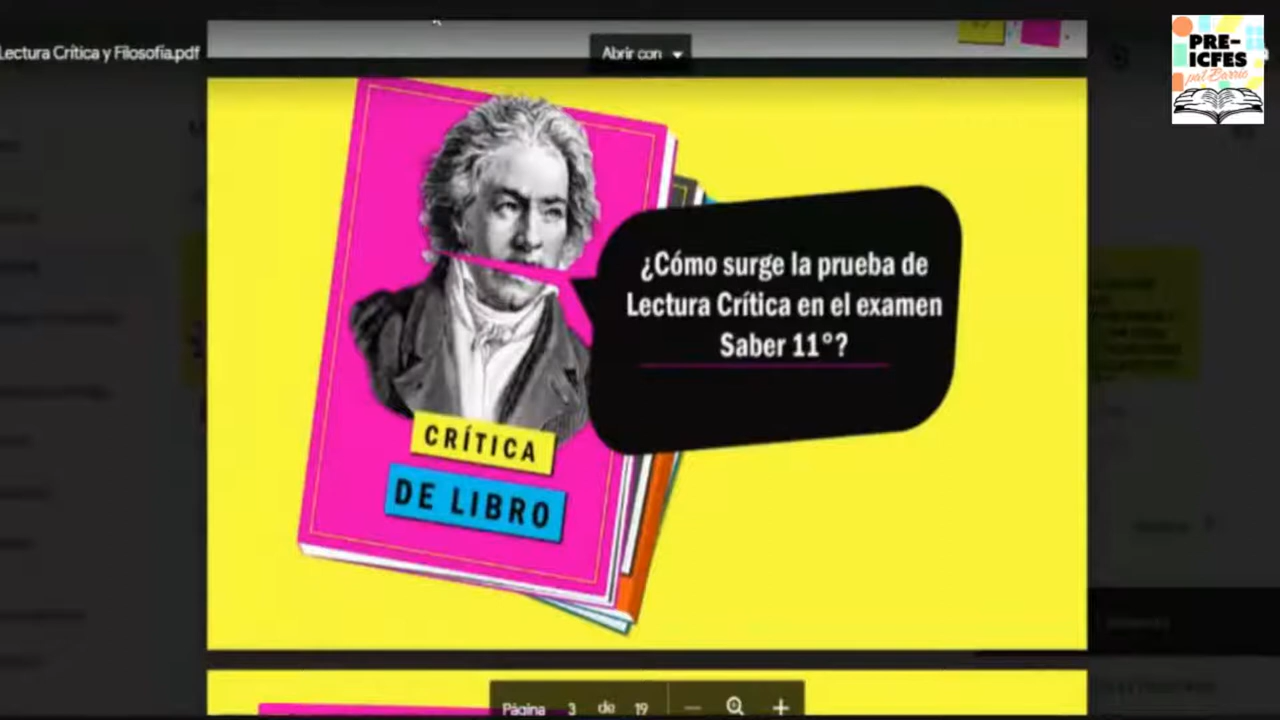 Lectura Crítica y Filosofía.pdf
Abrir con
PRE-
ICFES
pal Barrio
¿Cómo surge la prueba de
Lectura Crítica en el examen
Saber 11°?
CRÍTICA
DE LIBRO
Página 3 de 19